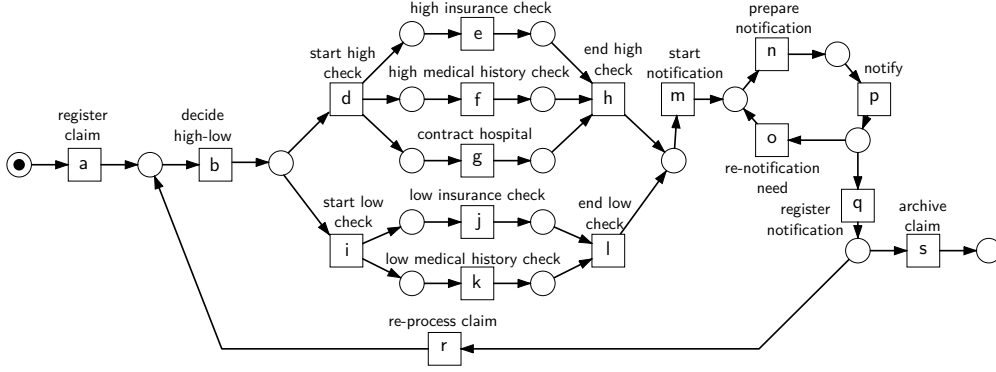 high insurance check
e
start high
check
d
high medical history check
f
contract hospital
g
end high
check
h
start
notification
m
prepare
notification
n
notify
p
o
re-notification
need
register
claim
a
decide
high-low
b
start low
check
i
low insurance check
j
low medical history check
k
end low
check
l
register
notification
q
archive
claim
s
re-process claim
r